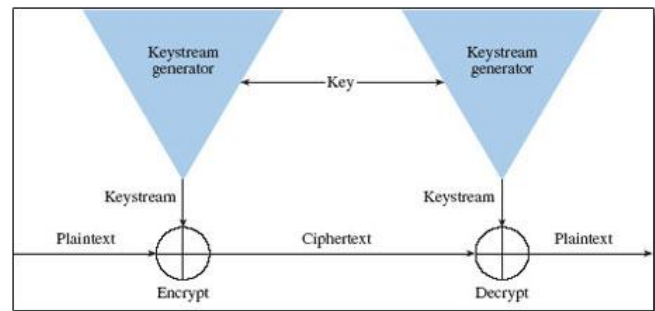 Keystream
generator
Keystream
generator
Key
Keystream
Keystream
Plaintext
Ciphertext
Plaintext
Encrypt
Decrypt